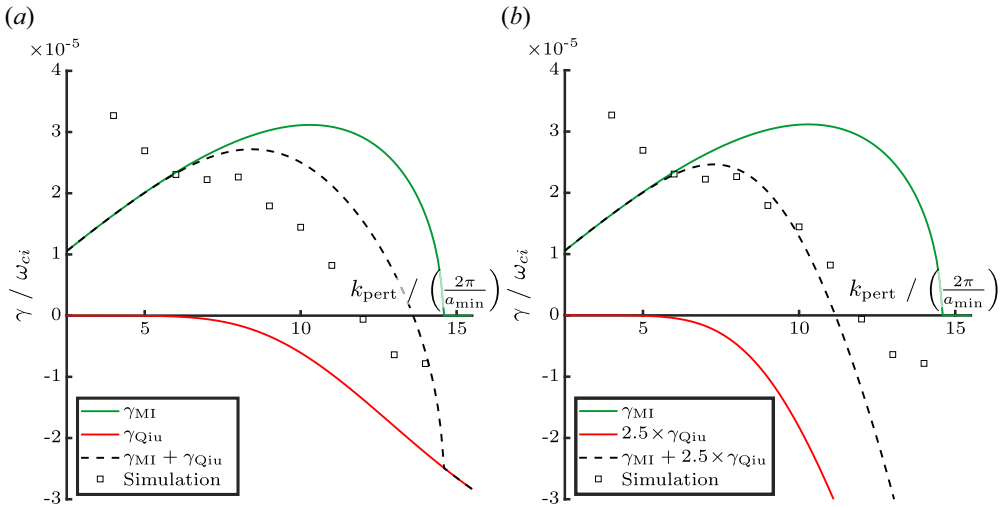 (a)
×10⁻⁵
4
3
2
1
0
-1
-2
-3
γ / ω_ci
5
10
15
k_pert / (2π / a_min)
γ_MI
γ_Qiu
γ_MI + γ_Qiu
Simulation
(b)
×10⁻⁵
4
3
2
1
0
-1
-2
-3
γ / ω_ci
5
10
15
k_pert / (2π / a_min)
γ_MI
2.5×γ_Qiu
γ_MI + 2.5×γ_Qiu
Simulation